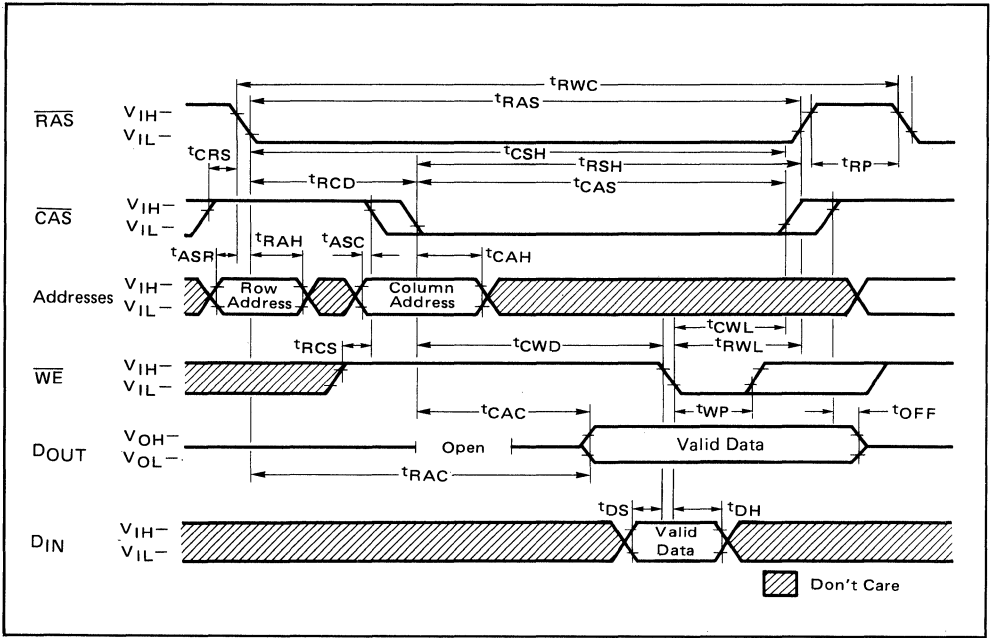 tRWC
tRAS
RAS
VIH–
VIL–
tCRS
tCSH
tRSH
tRP
tRCD
tCAS
CAS
VIH–
VIL–
tASR
tRAH
tASC
tCAH
Addresses
VIH–
VIL–
Row
Address
Column
Address
tCWL
tRCS
tCWD
tRWL
WE
VIH–
VIL–
tCAC
tWP
tOFF
DOUT
VOH–
VOL–
Open
Valid Data
tRAC
tDS
tDH
DIN
VIH–
VIL–
Valid
Data
Don't Care